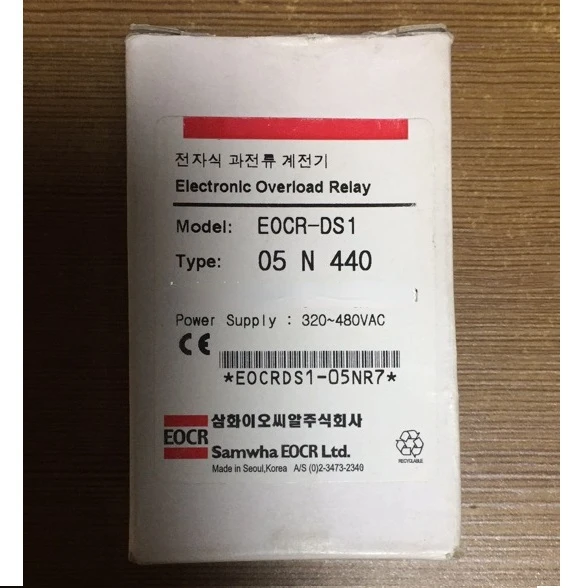 전자식 과전류 계전기
Electronic Overload Relay
Model: EOCR-DS1
Type: 05 N 440
Power Supply : 320~480VAC
CE
*EOCRDS1-05NR7*
EOCR
삼화이오씨알주식회사
Samwha EOCR Ltd.
Made in Seoul,Korea A/S (0)2-3473-2340
RECYCLABLE